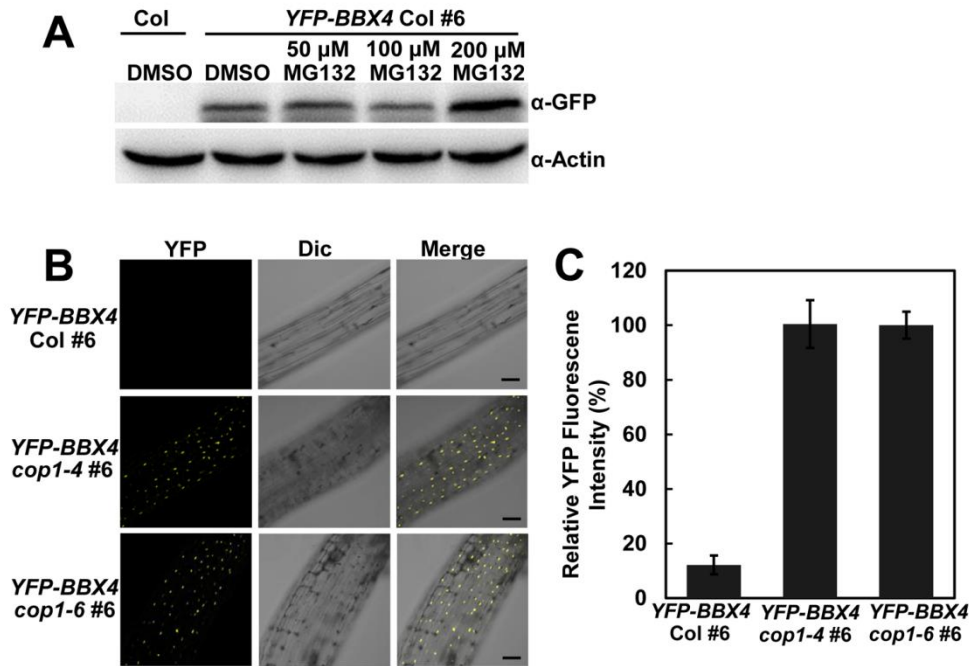 A
Col
YFP-BBX4 Col #6
DMSO
DMSO
50 µM
MG132
100 µM
MG132
200 µM
MG132
α-GFP
α-Actin
B
YFP
Dic
Merge
YFP-BBX4
Col #6
YFP-BBX4
cop1-4 #6
YFP-BBX4
cop1-6 #6
C
Relative YFP Fluorescene
Intensity (%)
120
100
80
60
40
20
0
YFP-BBX4
Col #6
YFP-BBX4
cop1-4 #6
YFP-BBX4
cop1-6 #6